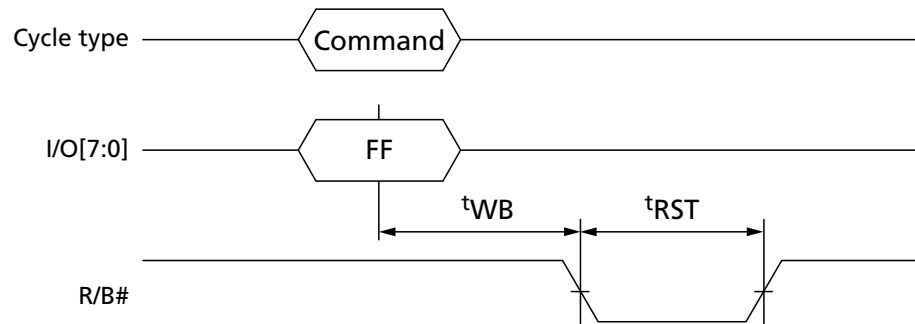 Cycle type Command
I/O[7:0] FF
tWB tRST
R/B#